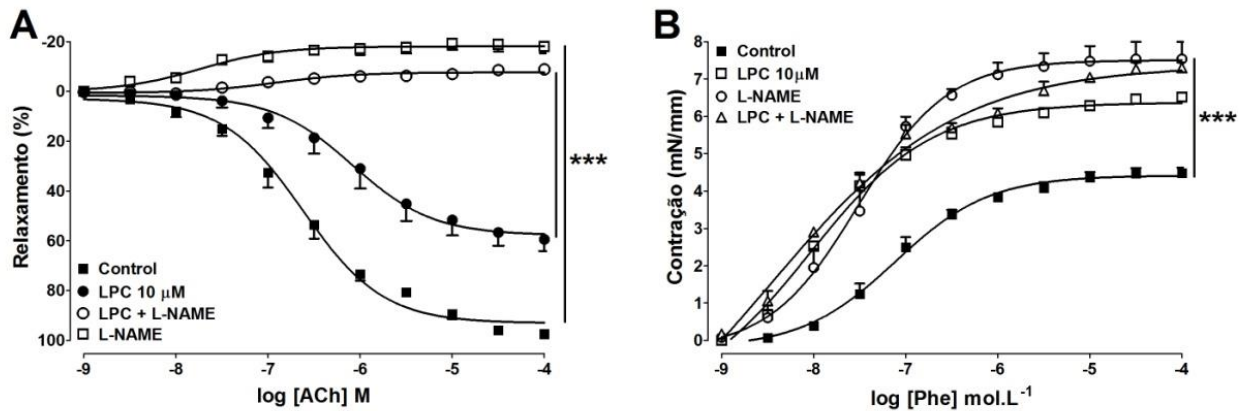 A
B
Relaxamento (%)
-20
0
20
40
60
80
100
Control
LPC 10 μM
LPC + L-NAME
L-NAME
***
-9
-8
-7
-6
-5
-4
log [ACh] M
Contração (mN/mm)
8
7
6
5
4
3
2
1
0
Control
LPC 10μM
L-NAME
LPC + L-NAME
***
-9
-8
-7
-6
-5
-4
log [Phe] mol.L⁻¹